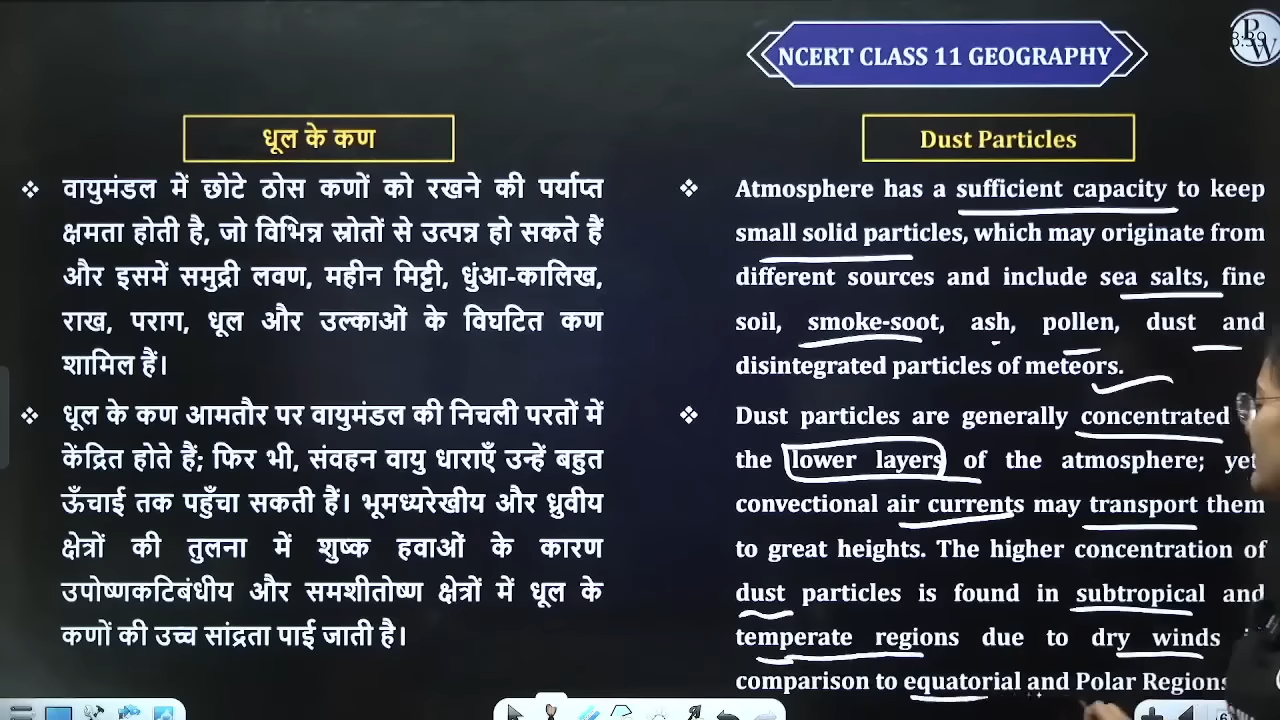 NCERT CLASS 11 GEOGRAPHY
PW
धूल के कण
वायुमंडल में छोटे ठोस कणों को रखने की पर्याप्त
क्षमता होती है, जो विभिन्न स्रोतों से उत्पन्न हो सकते हैं
और इसमें समुद्री लवण, महीन मिट्टी, धुंआ-कालिख,
राख, पराग, धूल और उल्काओं के विघटित कण
शामिल हैं।
धूल के कण आमतौर पर वायुमंडल की निचली परतों में
केंद्रित होते हैं; फिर भी, संवहन वायु धाराएँ उन्हें बहुत
ऊँचाई तक पहुँचा सकती हैं। भूमध्यरेखीय और ध्रुवीय
क्षेत्रों की तुलना में शुष्क हवाओं के कारण
उपोष्णकटिबंधीय और समशीतोष्ण क्षेत्रों में धूल के
कणों की उच्च सांद्रता पाई जाती है।
Dust Particles
Atmosphere has a sufficient capacity to keep
small solid particles, which may originate from
different sources and include sea salts, fine
soil, smoke-soot, ash, pollen, dust and
disintegrated particles of meteors.
Dust particles are generally concentrated
the lower layers of the atmosphere; yet
convectional air currents may transport them
to great heights. The higher concentration of
dust particles is found in subtropical and
temperate regions due to dry winds
comparison to equatorial and Polar Regions